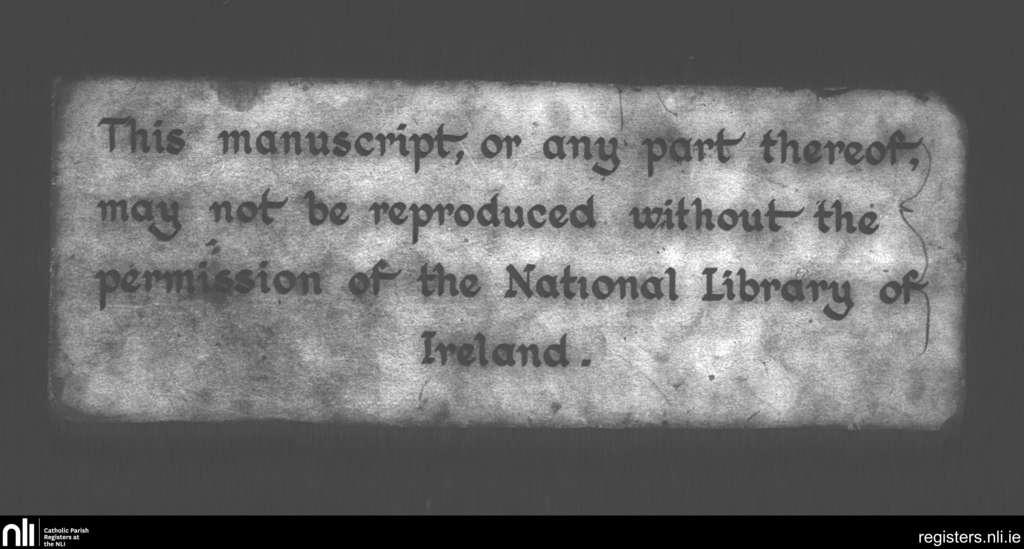 This manuscript, or any part thereof,
may not be reproduced without the
permission of the National Library of
Ireland.
nli
Catholic Parish
Registers at
the NLI
registers.nli.ie